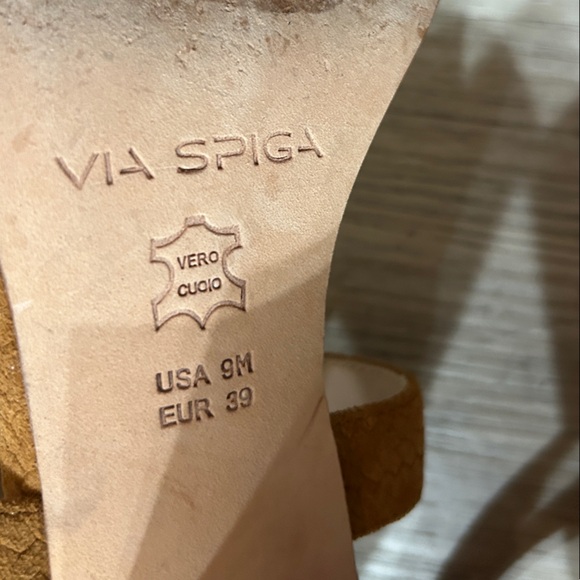 VIA SPIGA
VERO
CUOIO
USA 9M
EUR 39